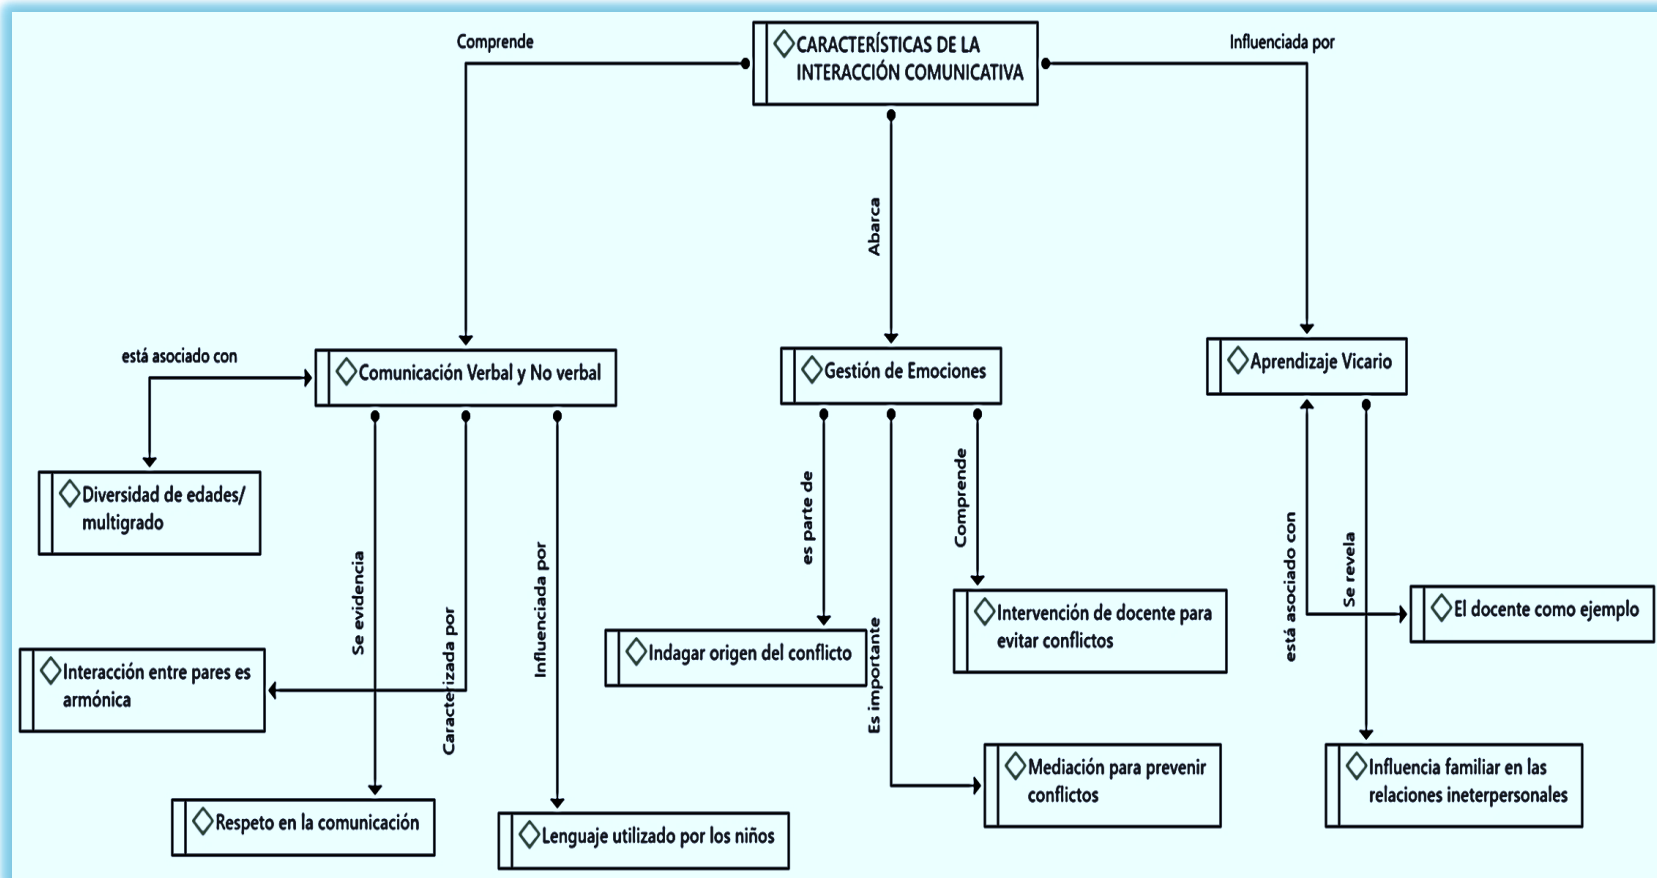 CARACTERÍSTICAS DE LA
INTERACCIÓN COMUNICATIVA
Comprende
Influenciada por
Abarca
está asociado con
Comunicación Verbal y No verbal
Gestión de Emociones
Aprendizaje Vicario
Diversidad de edades/
multigrado
Se evidencia
Caracterizada por
Influenciada por
es parte de
Es importante
Comprende
está asociado con
Se revela
Interacción entre pares es
armónica
Respeto en la comunicación
Lenguaje utilizado por los niños
Indagar origen del conflicto
Intervención de docente para
evitar conflictos
Mediación para prevenir
conflictos
El docente como ejemplo
Influencia familiar en las
relaciones ineterpersonales